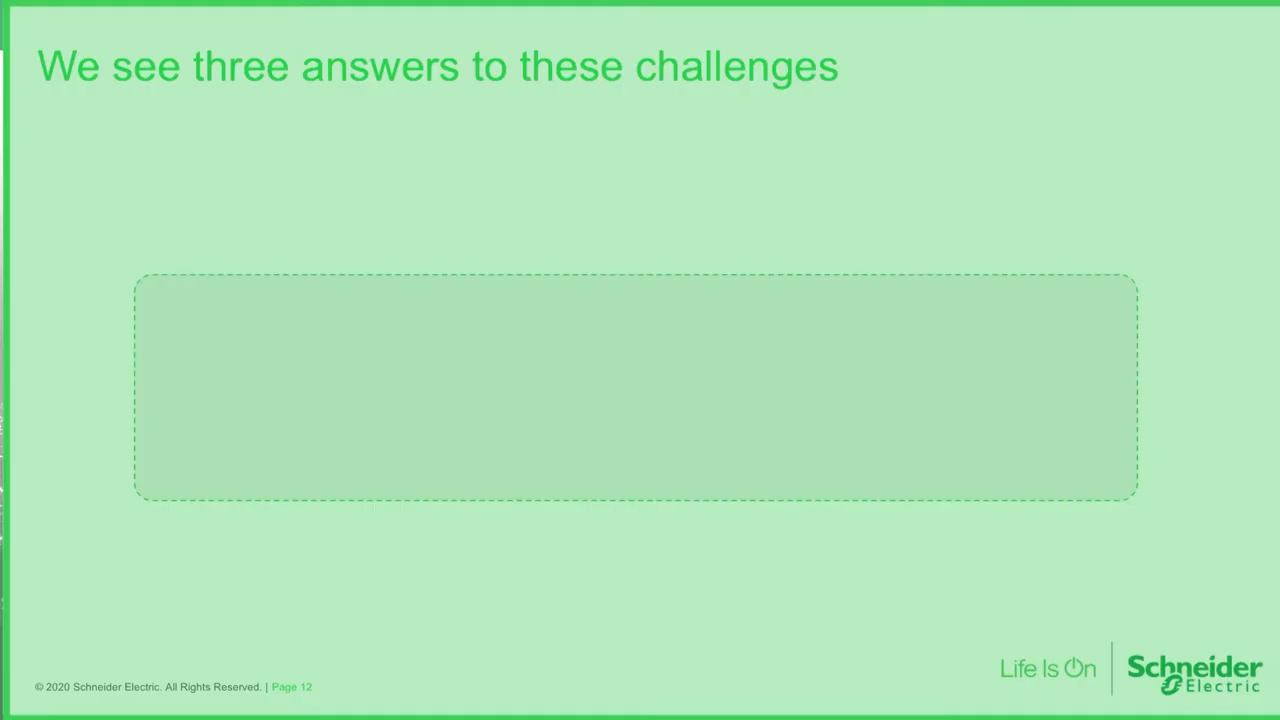 We see three answers to these challenges
© 2020 Schneider Electric. All Rights Reserved. | Page 12
Life Is On
Schneider
Electric